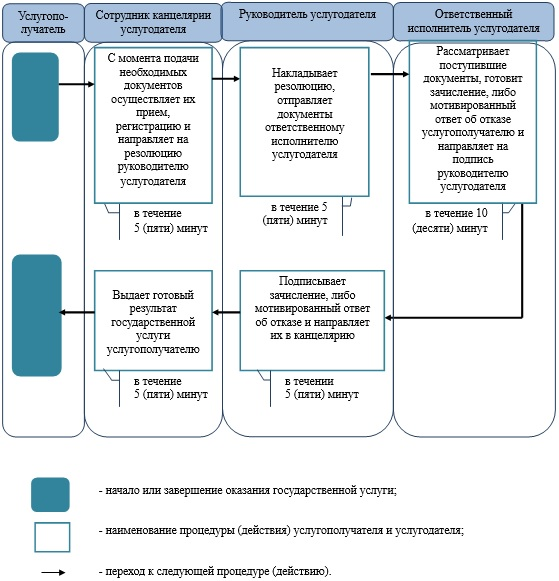 Услугопо-
лучатель
Сотрудник канцелярии
услугодателя
Руководитель услугодателя
Ответственный
исполнитель услугодателя
С момента подачи
необходимых
документов
осуществляет их
прием,
регистрацию и
направляет на
резолюцию
руководителю
услугодателя
Накладывает
резолюцию,
отправляет
документы
ответственному
исполнителю
услугодателя
Рассматривает
поступившие
документы, готовит
зачисление, либо
мотивированный
ответ об отказе
услугополучателю и
направляет на
подпись
руководителю
услугодателя
в течение
5 (пяти) минут
в течение 5
(пяти) минут
в течение 10
(десяти) минут
Выдает готовый
результат
государственной
услуги
услугополучателю
Подписывает
зачисление, либо
мотивированный ответ
об отказе и направляет
их в канцелярию
в течение
5 (пяти) минут
в течении
5 (пяти) минут
- начало или завершение оказания государственной услуги;
- наименование процедуры (действия) услугополучателя и услугодателя;
- переход к следующей процедуре (действию).